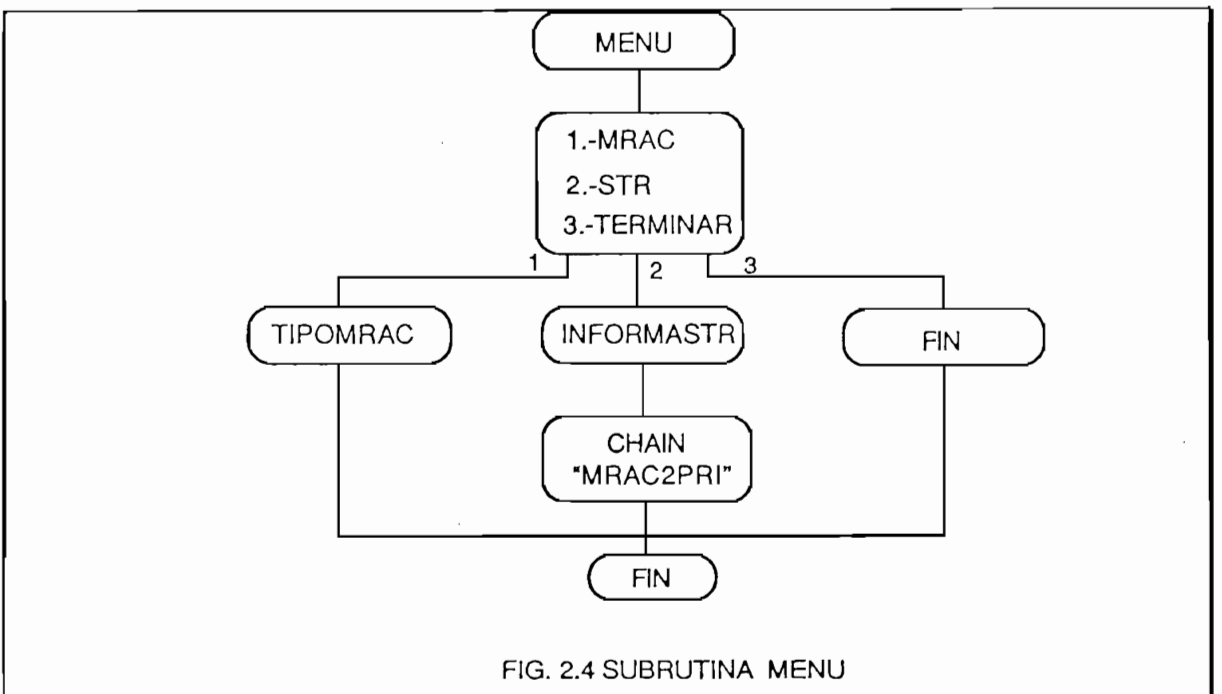 MENU
1.-MRAC
2.-STR
3.-TERMINAR
1
2
3
TIPOMRAC
INFORMASTR
FIN
CHAIN
"MRAC2PRI"
FIN
FIG. 2.4 SUBRUTINA MENU